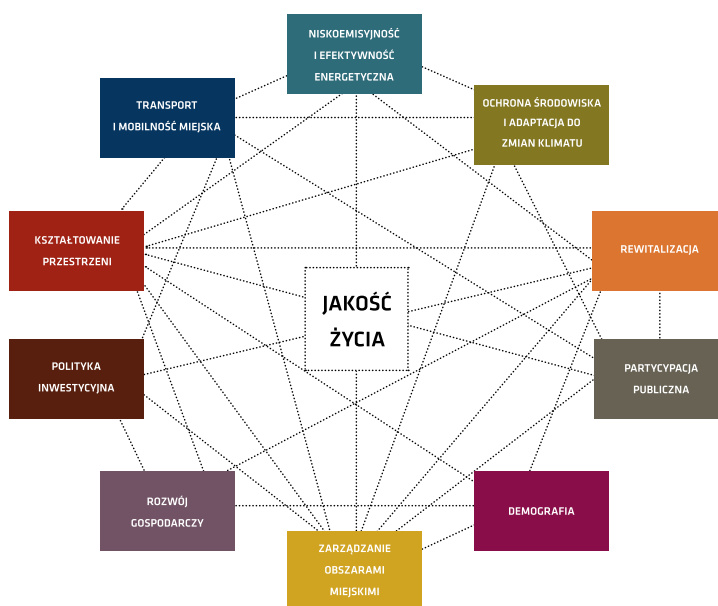 NISKOEMISYJNOŚĆ
I EFEKTYWNOŚĆ
ENERGETYCZNA
TRANSPORT
I MOBILNOŚĆ MIEJSKA
OCHRONA ŚRODOWISKA
I ADAPTACJA DO
ZMIAN KLIMATU
KSZTAŁTOWANIE
PRZESTRZENI
REWITALIZACJA
JAKOŚĆ
ŻYCIA
POLITYKA
INWESTYCYJNA
PARTYCYPACJA
PUBLICZNA
ROZWÓJ
GOSPODARCZY
DEMOGRAFIA
ZARZĄDZANIE
OBSZARAMI
MIEJSKIMI